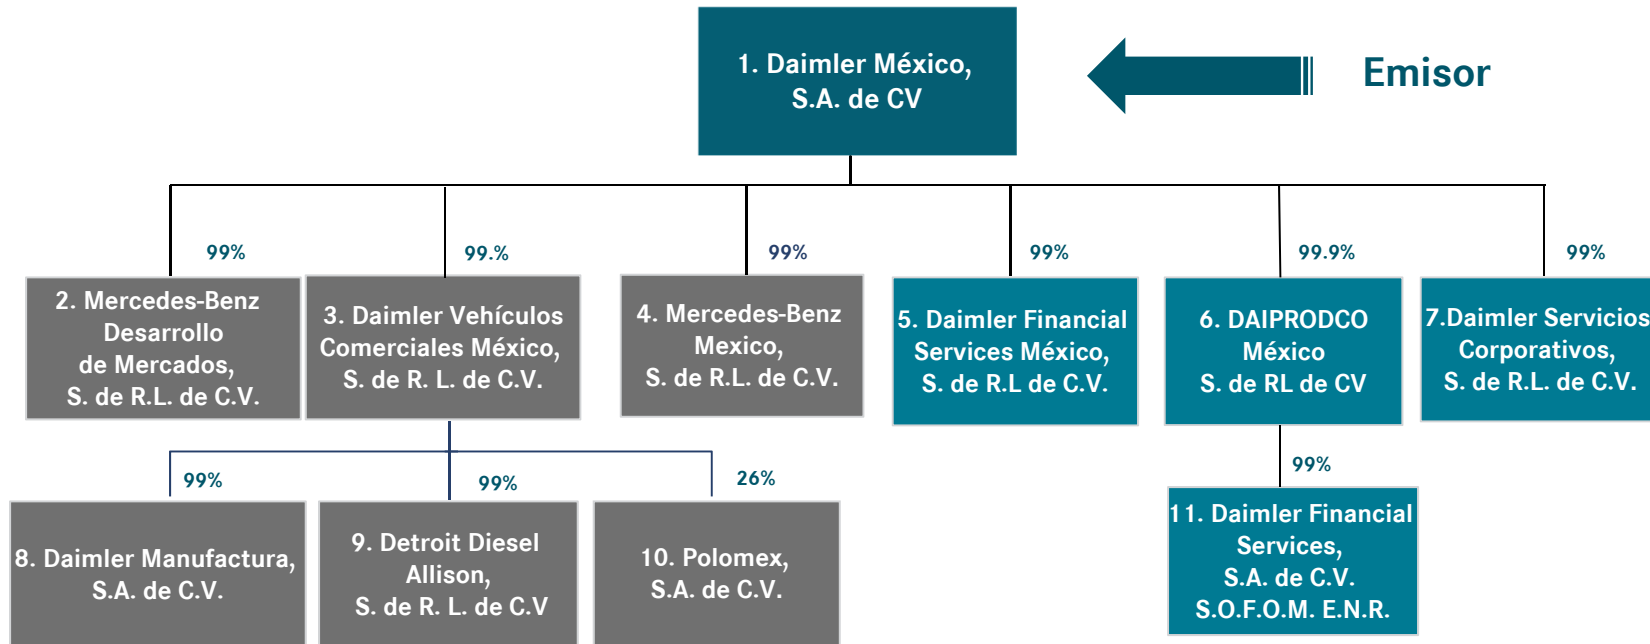 1. Daimler México,
S.A. de CV
Emisor
99%
99.%
99%
99%
99.9%
99%
2. Mercedes-Benz
Desarrollo
de Mercados,
S. de R.L. de C.V.
3. Daimler Vehículos
Comerciales México,
S. de R. L. de C.V.
4. Mercedes-Benz
Mexico,
S. de R.L. de C.V.
5. Daimler Financial
Services México,
S. de R.L de C.V.
6. DAIPRODCO
México
S. de RL de CV
7.Daimler Servicios
Corporativos,
S. de R.L. de C.V.
99%
99%
26%
99%
8. Daimler Manufactura,
S.A. de C.V.
9. Detroit Diesel
Allison,
S. de R. L. de C.V
10. Polomex,
S.A. de C.V.
11. Daimler Financial
Services,
S.A. de C.V.
S.O.F.O.M. E.N.R.